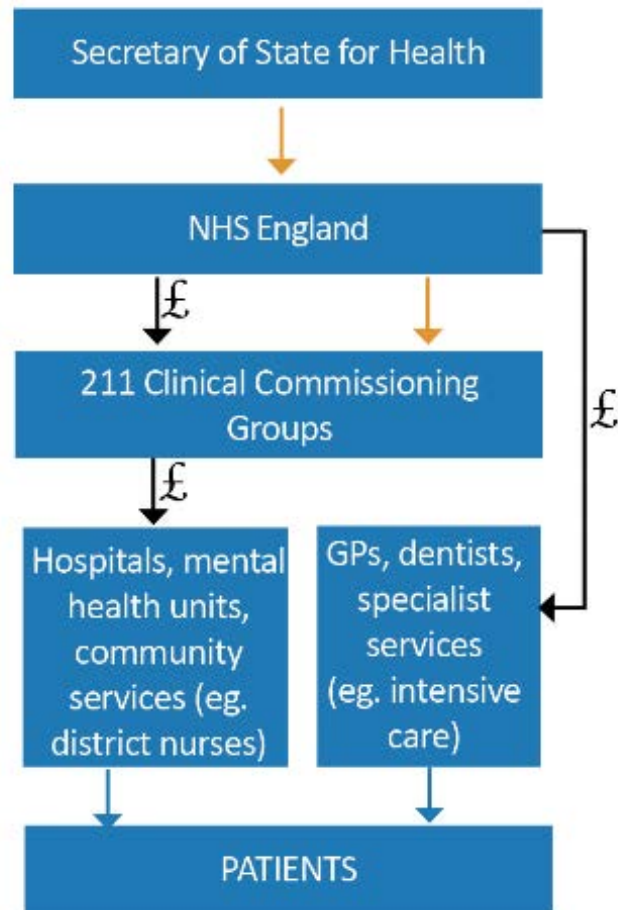 Secretary of State for Health
NHS England
£
211 Clinical Commissioning
Groups
£
£
Hospitals, mental
health units,
community
services (eg.
district nurses)
GPs, dentists,
specialist
services
(eg. intensive
care)
PATIENTS